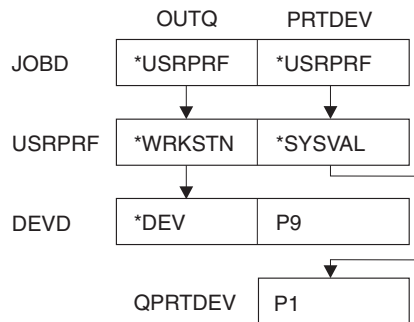 OUTQ PRTDEV
JOBD *USRPRF *USRPRF
USRPRF *WRKSTN *SYSVAL
DEVD *DEV P9
QPRTDEV P1